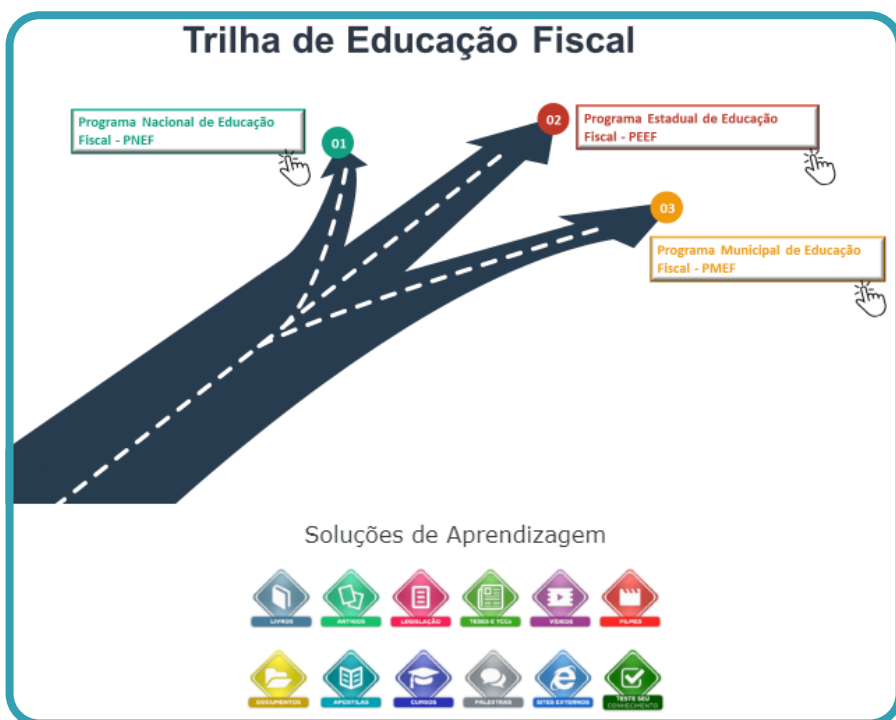 Trilha de Educação Fiscal
Programa Nacional de Educação
Fiscal - PNEF
01
02
Programa Estadual de Educação
Fiscal - PEEF
03
Programa Municipal de Educação
Fiscal - PMEF
Soluções de Aprendizagem
LIVROS
ARTIGOS
LEGISLAÇÃO
TESES E TCCs
VÍDEOS
FILMES
DOCUMENTOS
APOSTILAS
CURSOS
PALESTRAS
SITES EXTERNOS
TESTE SEU
CONHECIMENTO